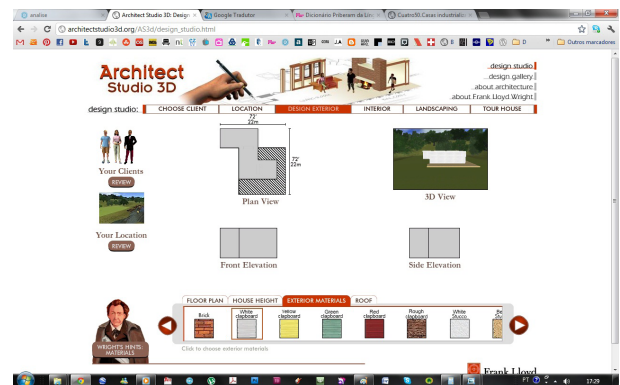 analise
Architect Studio 3D: Design
Google Tradutor
Dicionário Priberam da Lín
Cuatro50.Casas industrializ
architectstudio3d.org/AS3d/design_studio.html
Outros marcadores
Architect
Studio 3D
design studio
design gallery
about architecture
about Frank Lloyd Wright
design studio:
CHOOSE CLIENT
LOCATION
DESIGN EXTERIOR
INTERIOR
LANDSCAPING
TOUR HOUSE
72'
22m
72'
22m
Your Clients
REVIEW
Plan View
3D View
Your Location
REVIEW
Front Elevation
Side Elevation
FLOOR PLAN
HOUSE HEIGHT
EXTERIOR MATERIALS
ROOF
Brick
White clapboard
Yellow clapboard
Green clapboard
Red clapboard
Rough clapboard
White Stucco
WRIGHT'S HINTS
MATERIALS
Click to choose exterior materials
Frank Lloyd
PT
17:29